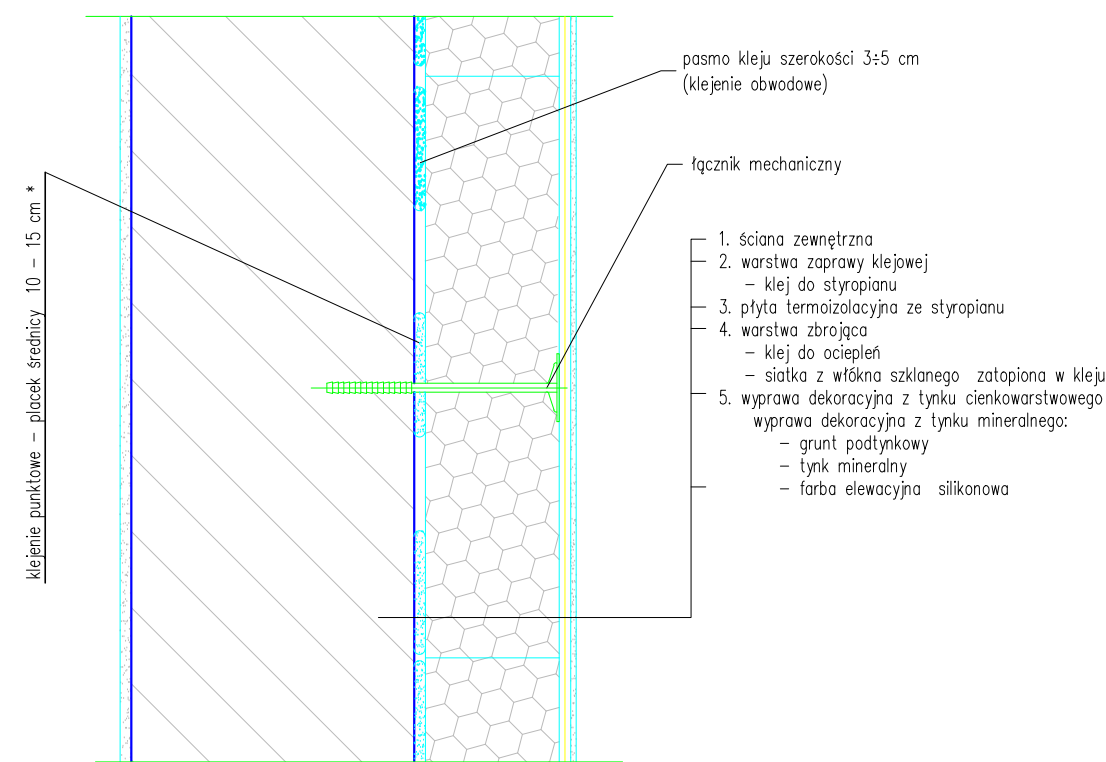 pasmo kleju szerokości 3÷5 cm
(klejenie obwodowe)
łącznik mechaniczny
klejenie punktowe – placek średnicy 10 – 15 cm *
1. ściana zewnętrzna
2. warstwa zaprawy klejowej
– klej do styropianu
3. płyta termoizolacyjna ze styropianu
4. warstwa zbrojąca
– klej do ociepleń
– siatka z włókna szklanego zatopiona w kleju
5. wyprawa dekoracyjna z tynku cienkowarstwowego
wyprawa dekoracyjna z tynku mineralnego:
– grunt podtynkowy
– tynk mineralny
– farba elewacyjna silikonowa